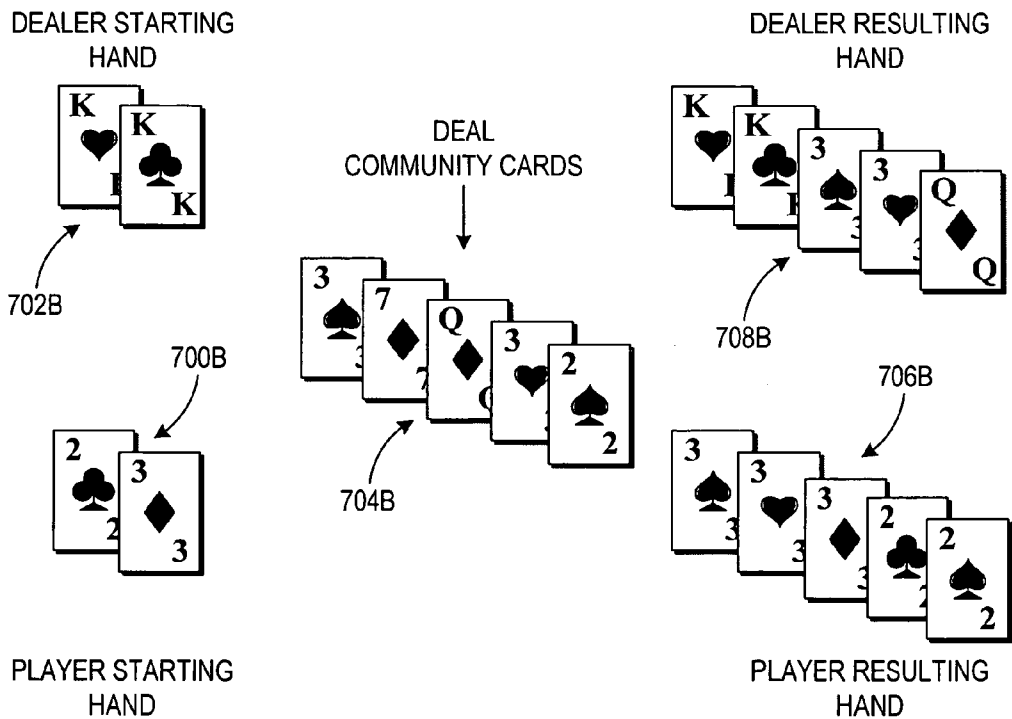 DEALER STARTING
HAND
K
K
K
702B
DEAL
COMMUNITY CARDS
3
7
7
Q
3
2
2
704B
DEALER RESULTING
HAND
K
K
3
3
Q
Q
708B
700B
2
2
3
3
706B
3
3
3
3
3
3
2
2
2
2
PLAYER STARTING
HAND
PLAYER RESULTING
HAND